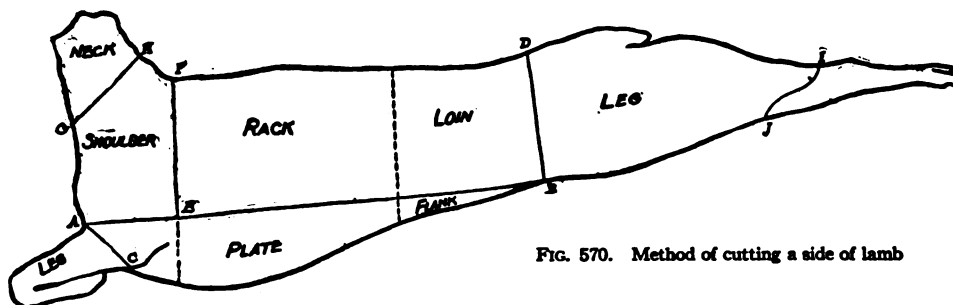 NECK
K
F
D
I
G
SHOULDER
RACK
LOIN
LEG
J
A
E
B
FLANK
LEG
C
PLATE
FIG. 570. Method of cutting a side of lamb